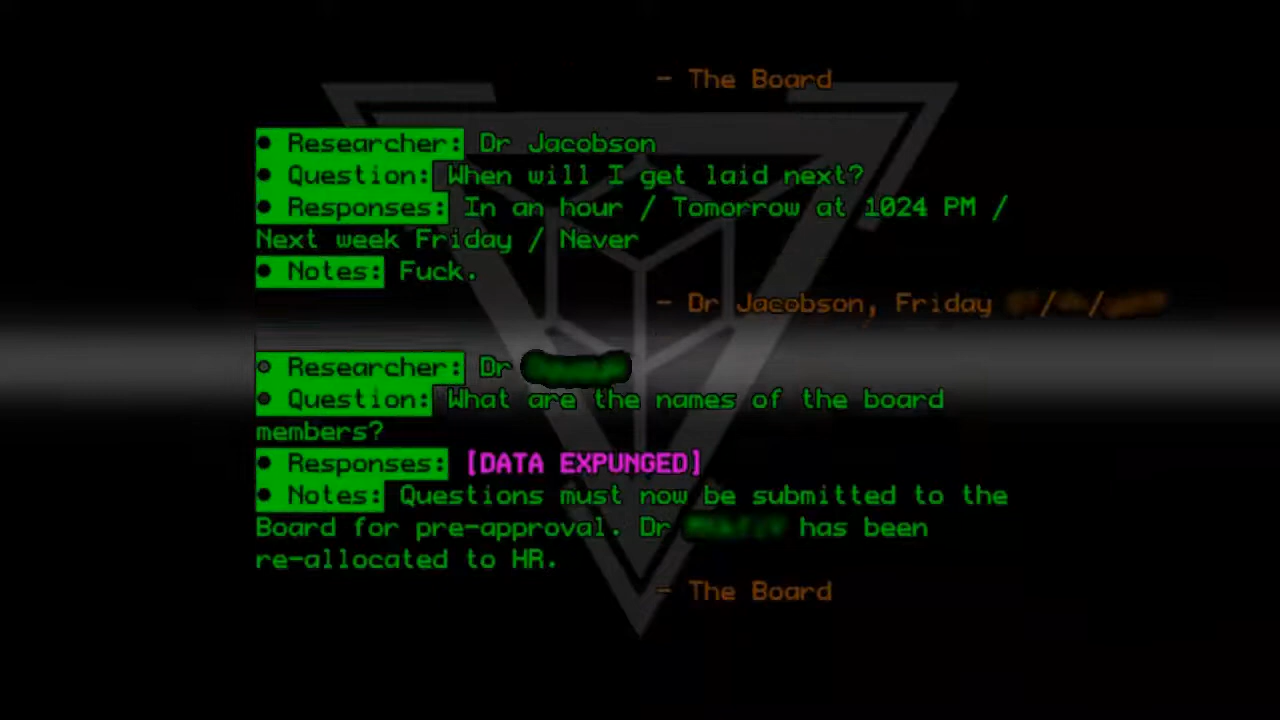 – The Board
• Researcher: Dr Jacobson
• Question: When will I get laid next?
• Responses: In an hour / Tomorrow at 1024 PM /
Next week Friday / Never
• Notes: Fuck.
– Dr Jacobson, Friday
• Researcher: Dr
• Question: What are the names of the board
members?
• Responses: [DATA EXPUNGED]
• Notes: Questions must now be submitted to the
Board for pre-approval. Dr has been
re-allocated to HR.
– The Board